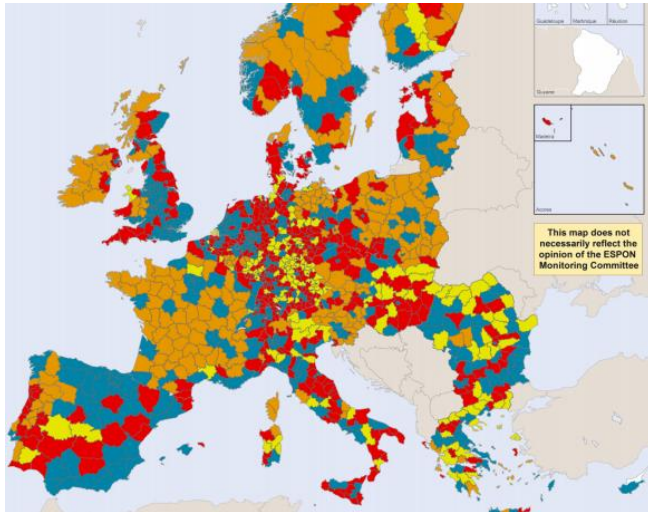 Guadeloupe
Martinique
Réunion
Guyane
Madeira
Acores
This map does not
necessarily reflect the
opinion of the ESPON
Monitoring Committee